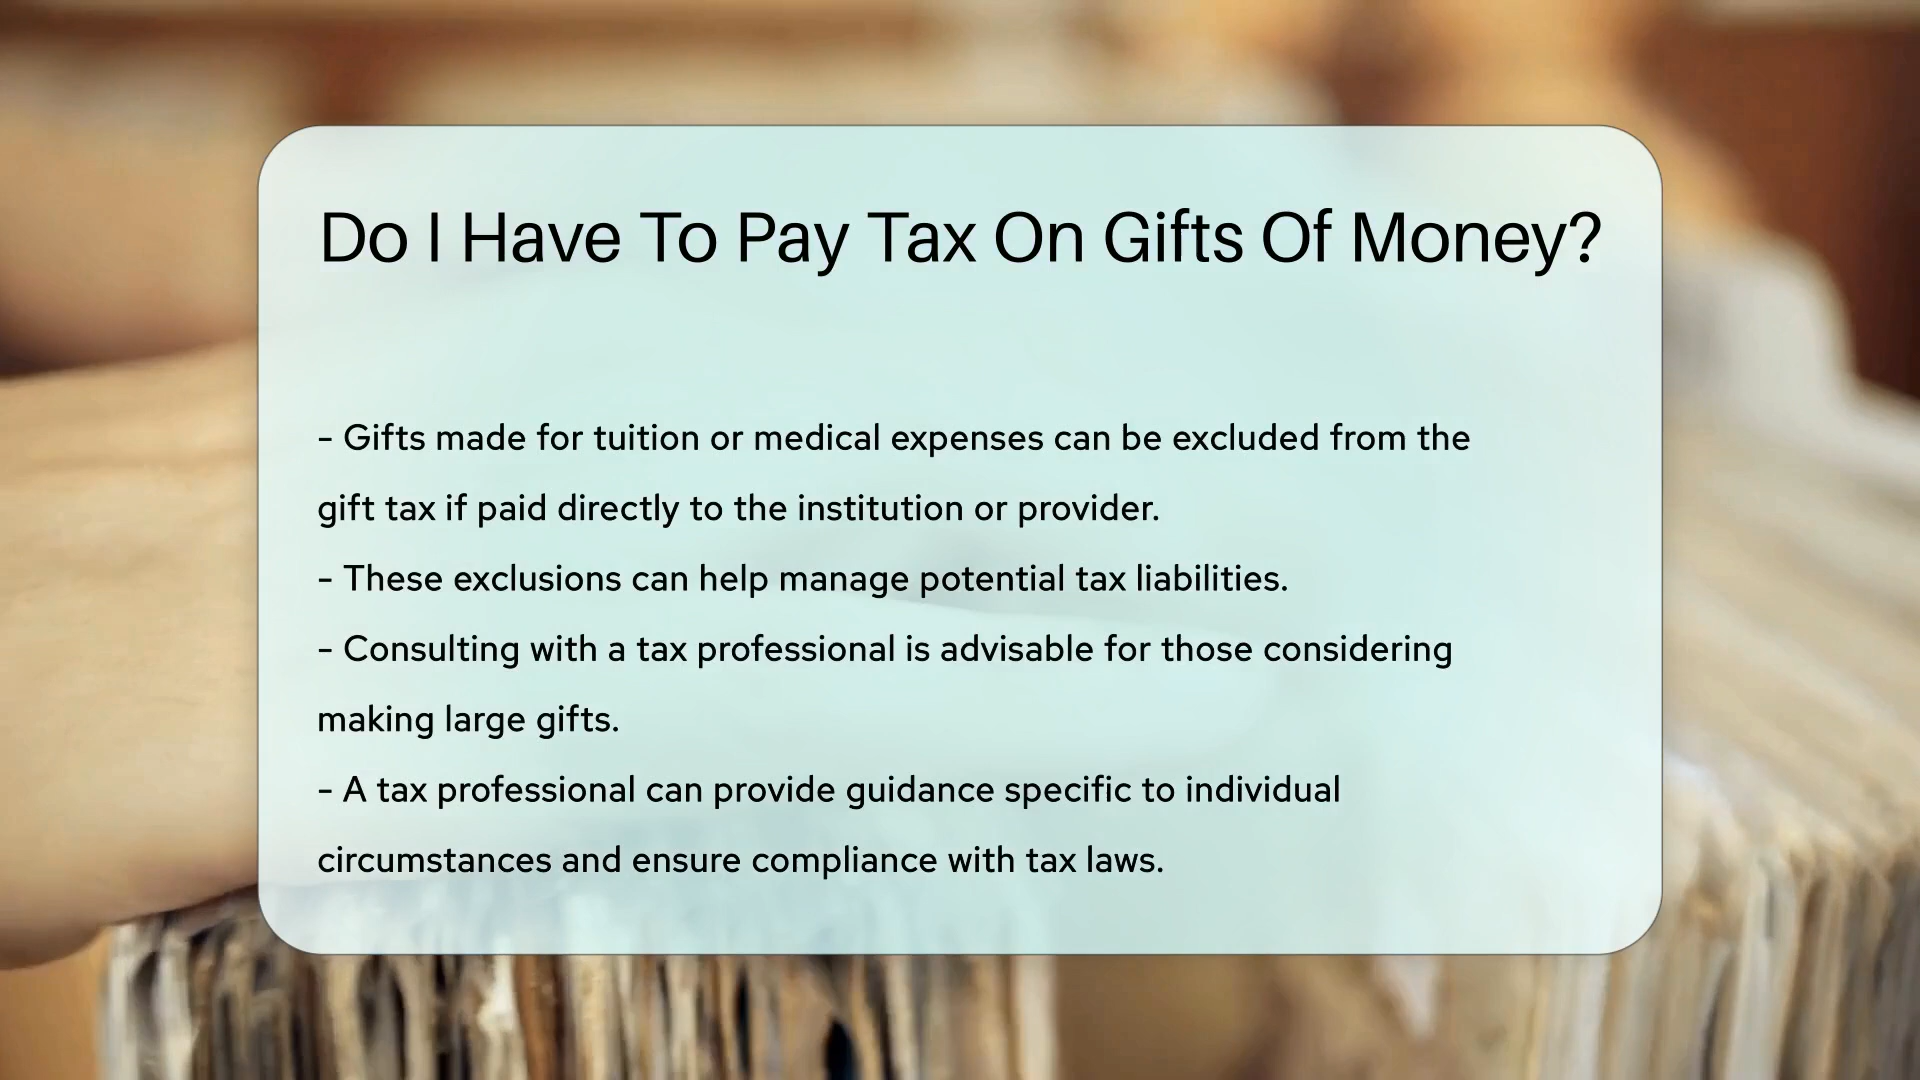 Do I Have To Pay Tax On Gifts Of Money?
- Gifts made for tuition or medical expenses can be excluded from the
gift tax if paid directly to the institution or provider.
- These exclusions can help manage potential tax liabilities.
- Consulting with a tax professional is advisable for those considering
making large gifts.
- A tax professional can provide guidance specific to individual
circumstances and ensure compliance with tax laws.